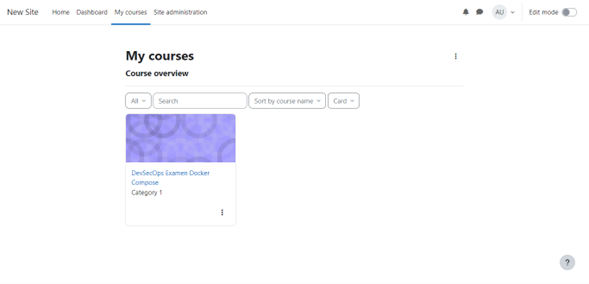 New Site Home Dashboard My courses Site administration AU Edit mode
My courses
Course overview
All Search Sort by course name Card
DevSecOps Examen Docker
Compose
Category 1
?